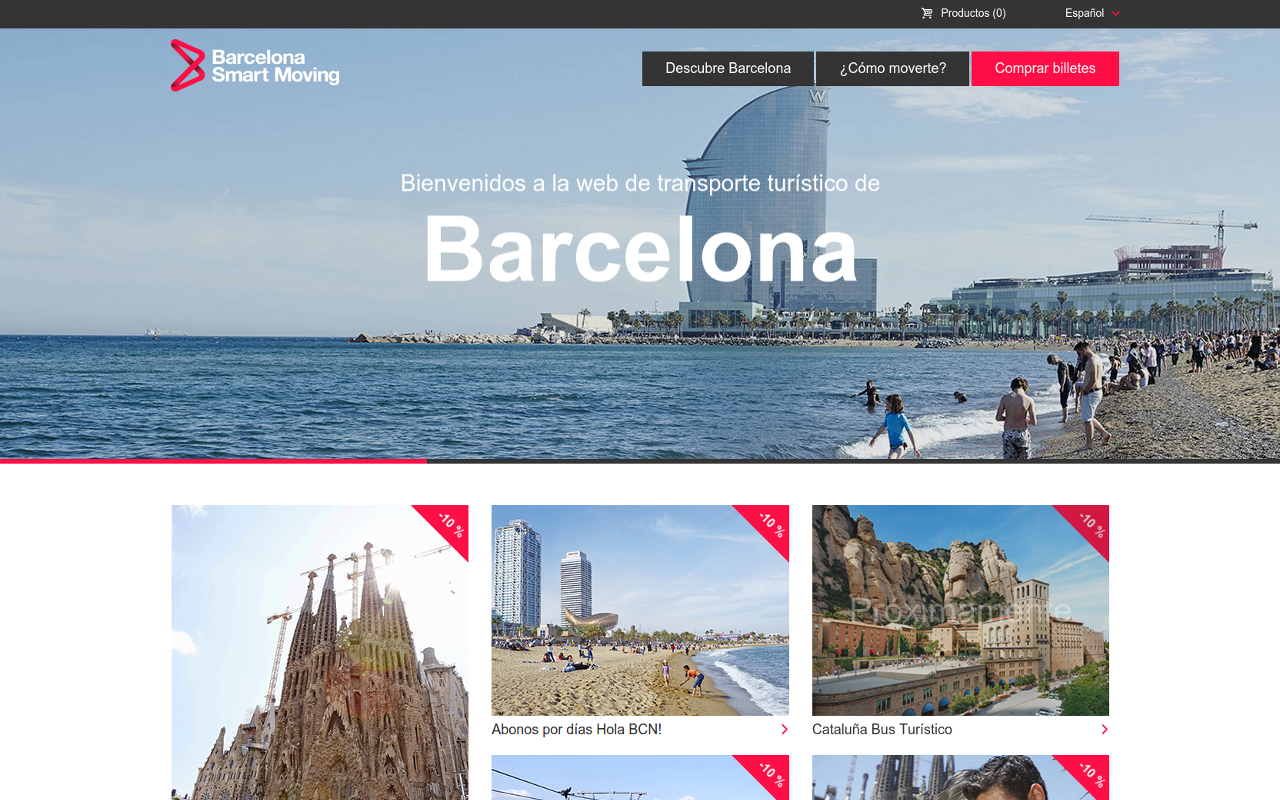 Productos (0)
Español
Barcelona
Smart Moving
Descubre Barcelona
¿Cómo moverte?
Comprar billetes
W
Bienvenidos a la web de transporte turístico de
Barcelona
-10 %
-10 %
-10 %
Próximamente
Abonos por días Hola BCN!
Cataluña Bus Turístico
-10 %
-10 %